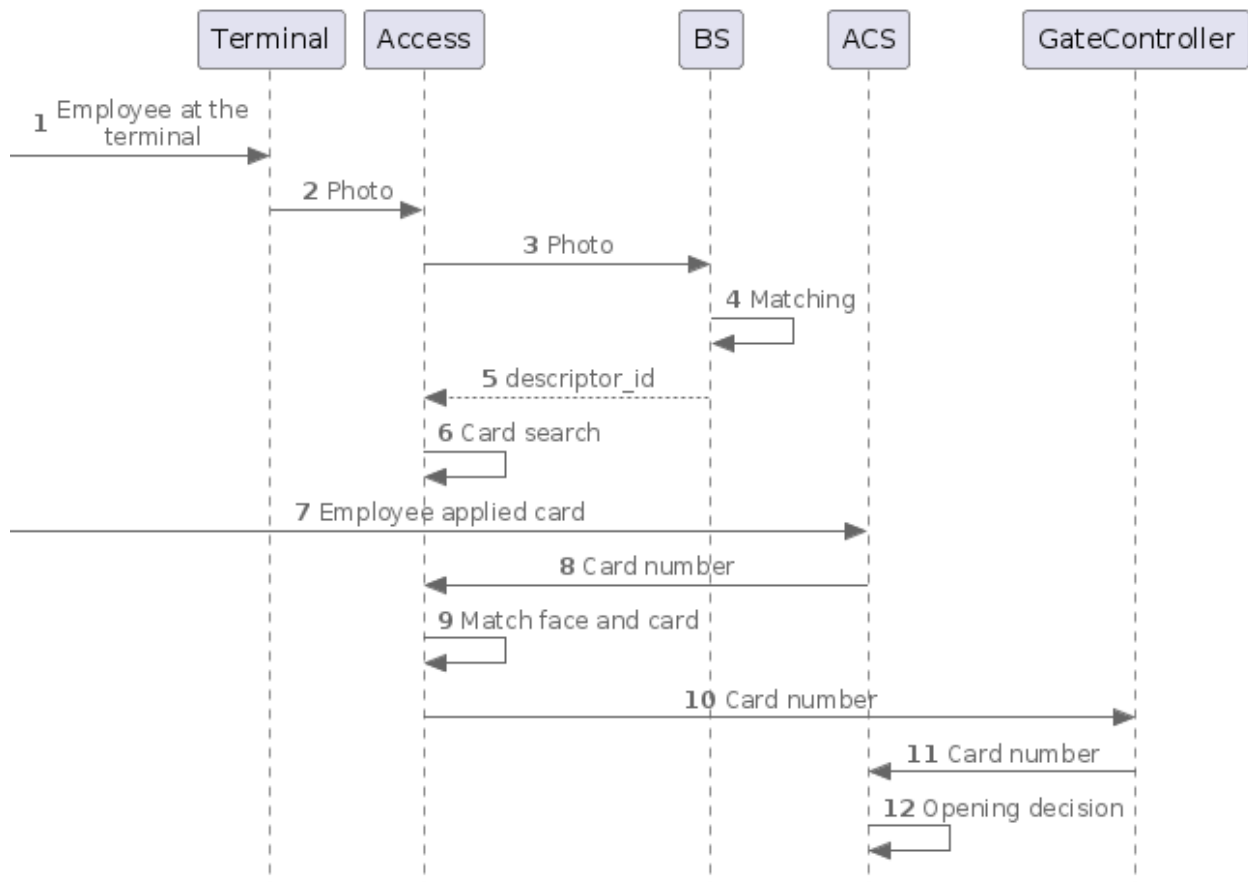 Terminal
Access
BS
ACS
GateController
1 Employee at the
terminal
2 Photo
3 Photo
4 Matching
5 descriptor_id
6 Card search
7 Employee applied card
8 Card number
9 Match face and card
10 Card number
11 Card number
12 Opening decision